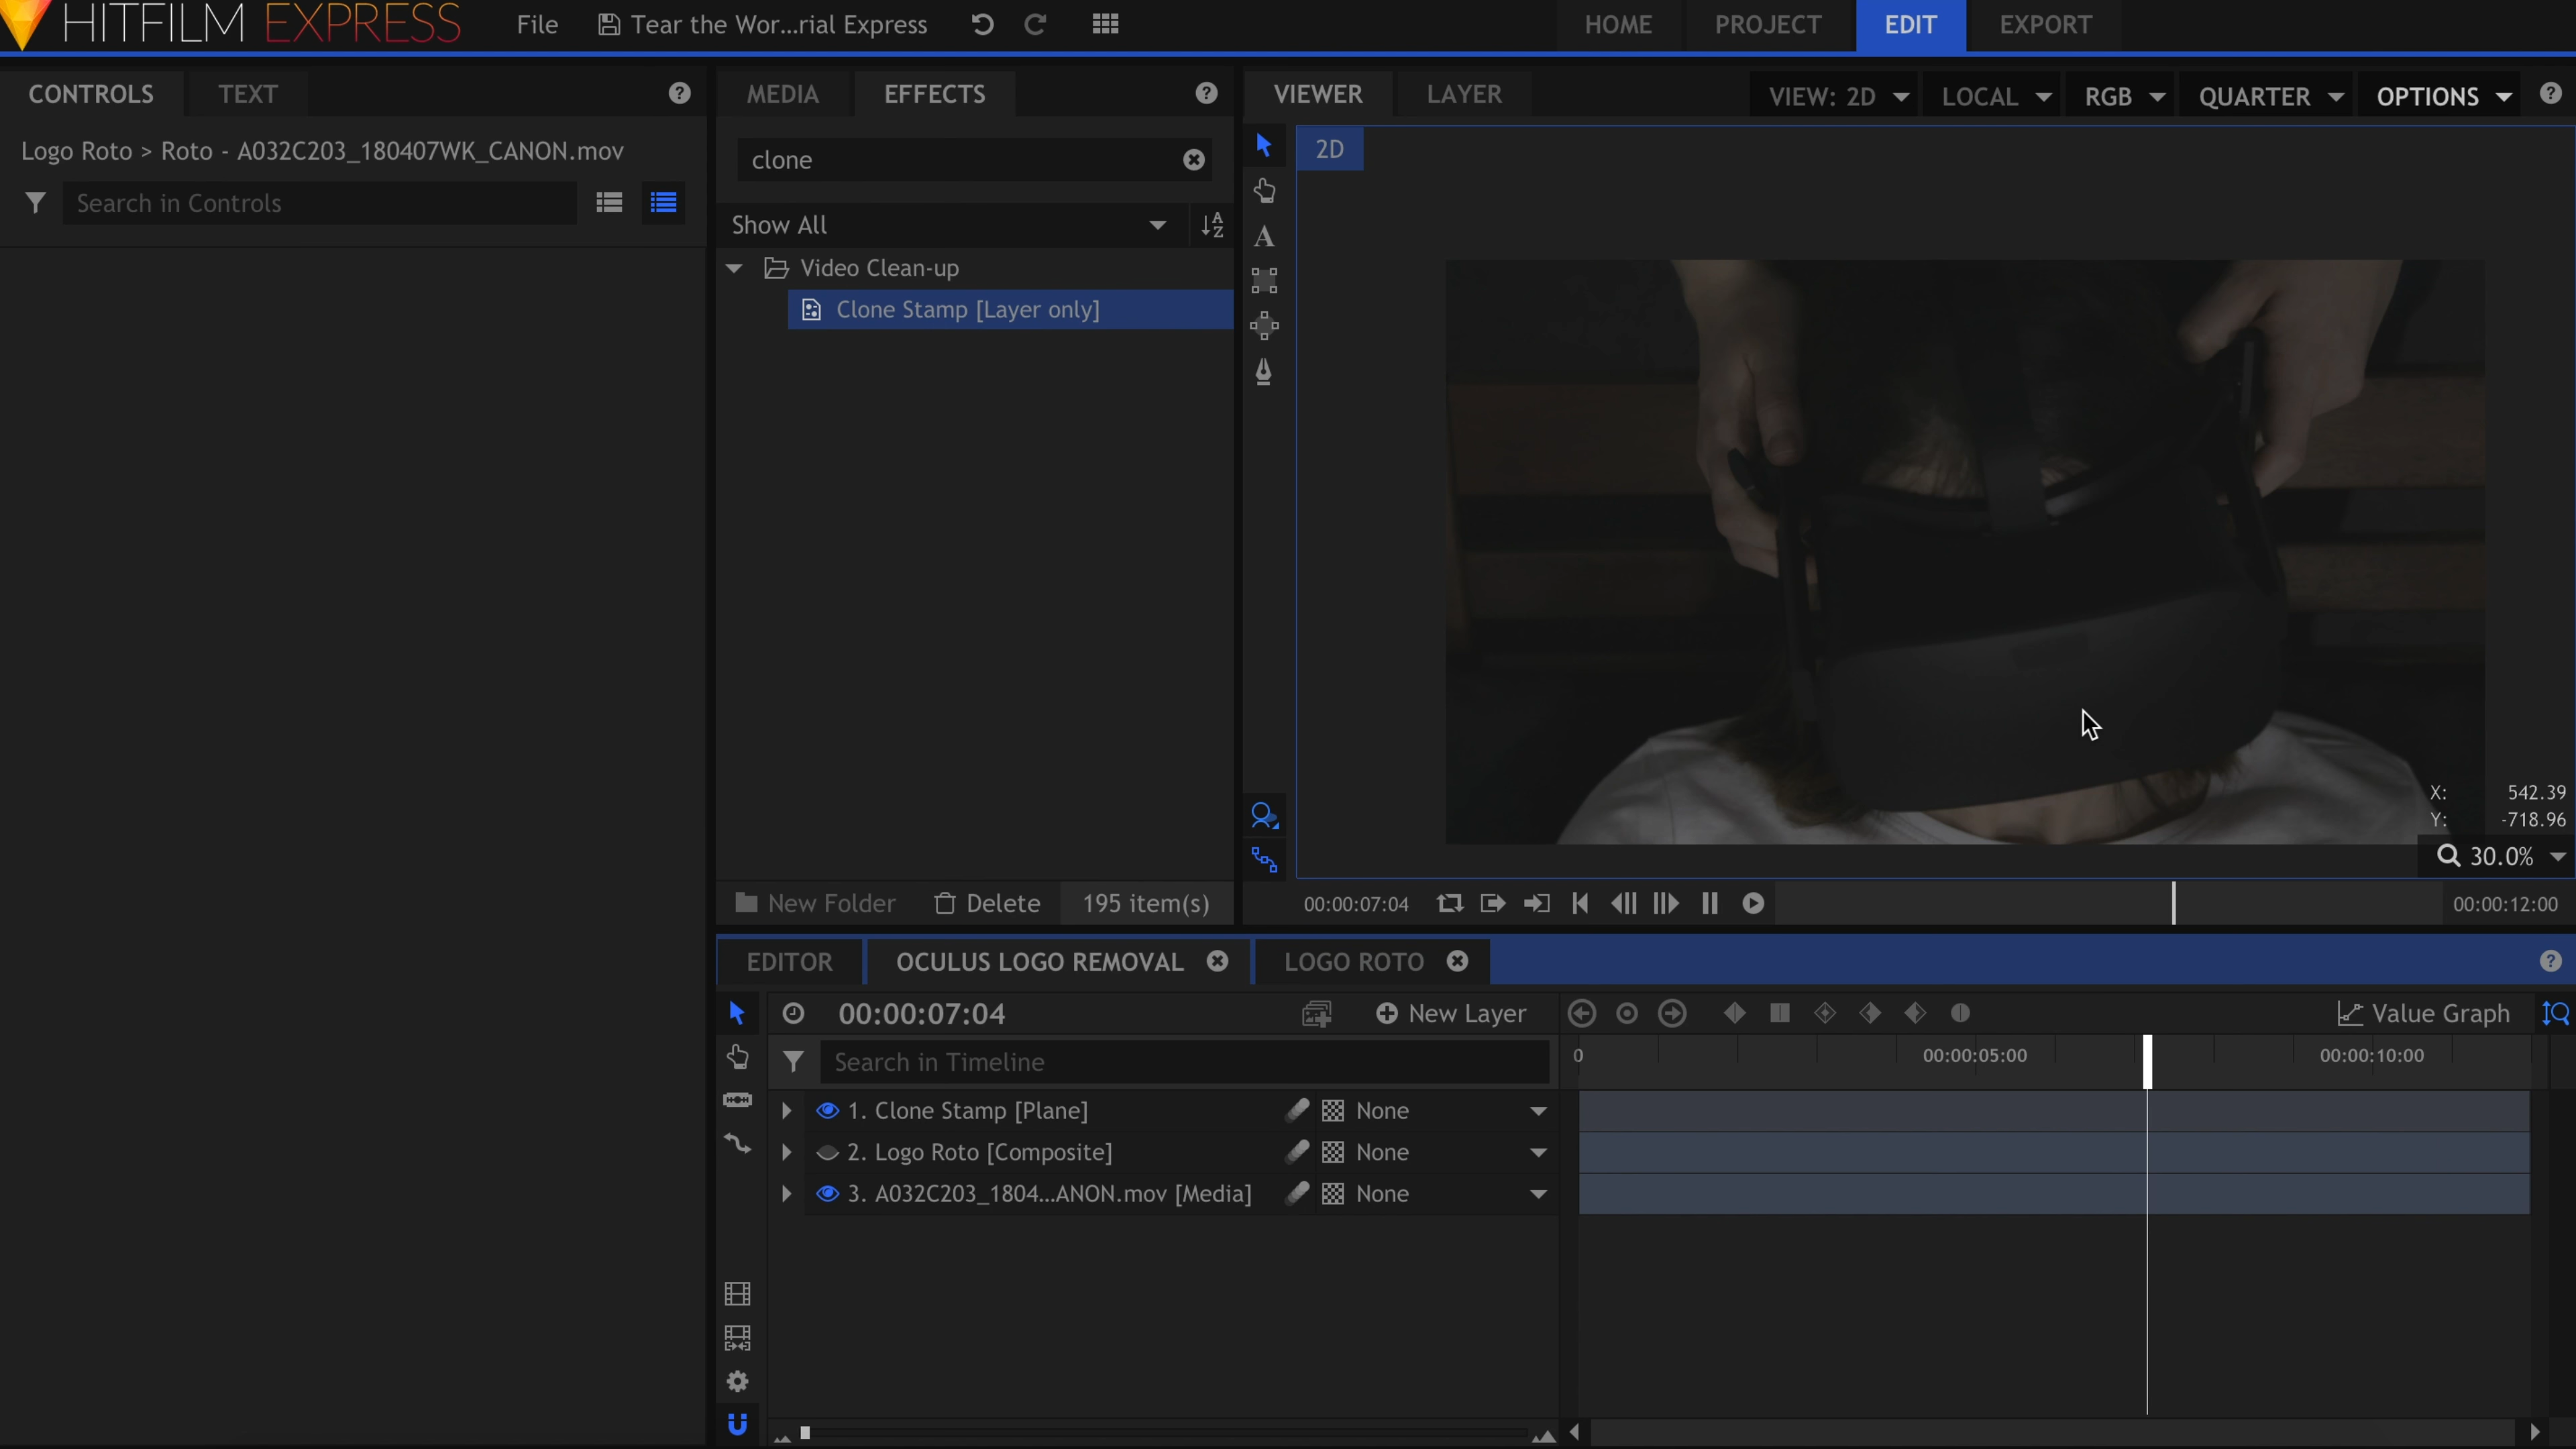 HITFILM EXPRESS
File
Tear the Wor...rial Express
HOME
PROJECT
EDIT
EXPORT
CONTROLS
TEXT
Logo Roto > Roto - A032C203_180407WK_CANON.mov
Search in Controls
MEDIA
EFFECTS
clone
Show All
A
Z
Video Clean-up
Clone Stamp [Layer only]
New Folder
Delete
195 item(s)
VIEWER
LAYER
VIEW: 2D
LOCAL
RGB
QUARTER
OPTIONS
2D
A
X: 542.39
Y: -718.96
30.0%
00:00:07:04
00:00:12:00
EDITOR
OCULUS LOGO REMOVAL
LOGO ROTO
00:00:07:04
New Layer
Value Graph
Search in Timeline
0
00:00:05:00
00:00:10:00
1. Clone Stamp [Plane]
None
2. Logo Roto [Composite]
None
3. A032C203_1804...ANON.mov [Media]
None